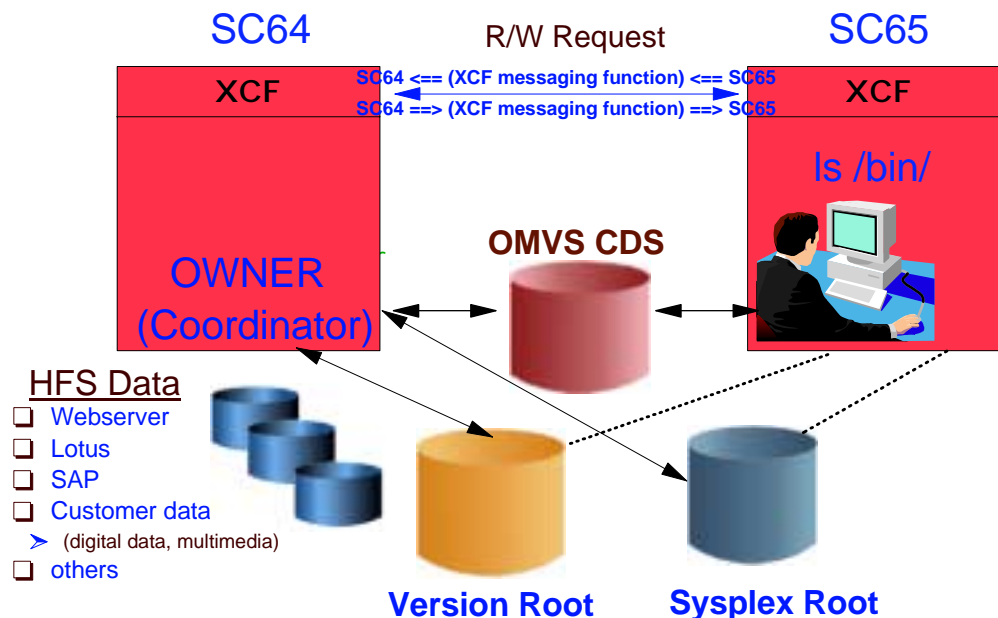 SC64
R/W Request
SC65
XCF
SC64 <== (XCF messaging function) <== SC65
SC64 ==> (XCF messaging function) ==> SC65
XCF
ls /bin/
OMVS CDS
OWNER
(Coordinator)
HFS Data
Webserver
Lotus
SAP
Customer data
(digital data, multimedia)
others
Version Root
Sysplex Root